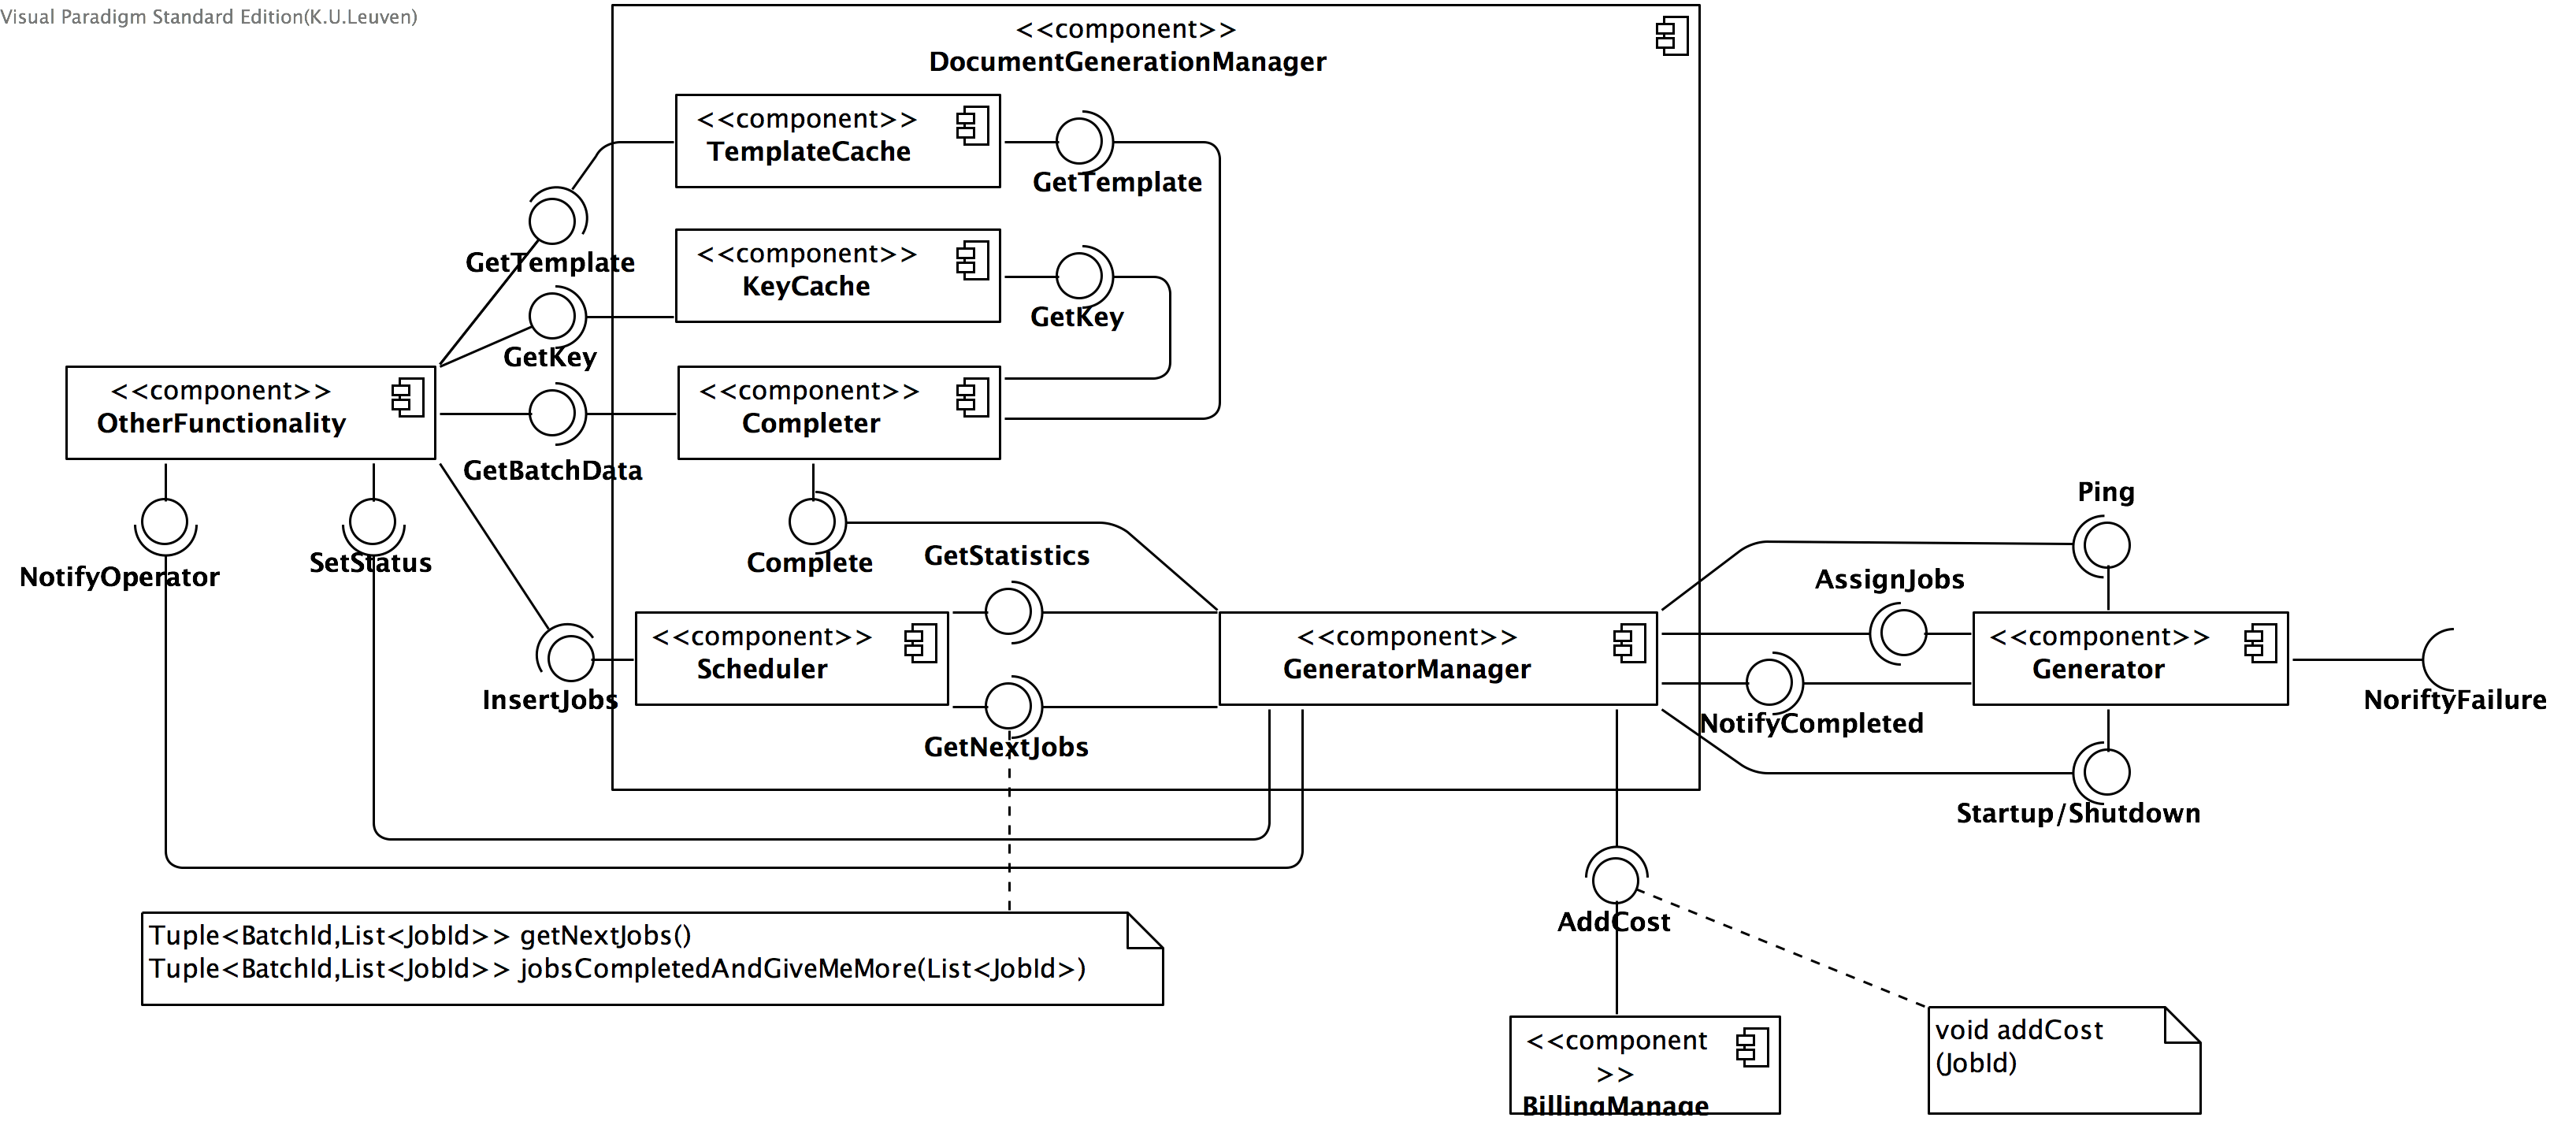 Visual Paradigm Standard Edition(K.U.Leuven)
<<component>>
DocumentGenerationManager
<<component>>
TemplateCache
GetTemplate
<<component>>
KeyCache
GetTemplate
GetKey
GetKey
<<component>>
OtherFunctionality
<<component>>
Completer
GetBatchData
Ping
NotifyOperator
SetStatus
Complete
GetStatistics
AssignJobs
<<component>>
Scheduler
<<component>>
GeneratorManager
<<component>>
Generator
InsertJobs
NoriftyFailure
GetNextJobs
NotifyCompleted
Startup/Shutdown
AddCost
Tuple<BatchId,List<JobId>> getNextJobs()
Tuple<BatchId,List<JobId>> jobsCompletedAndGiveMeMore(List<JobId>)
<<component
>>
BillingManage
void addCost
(JobId)